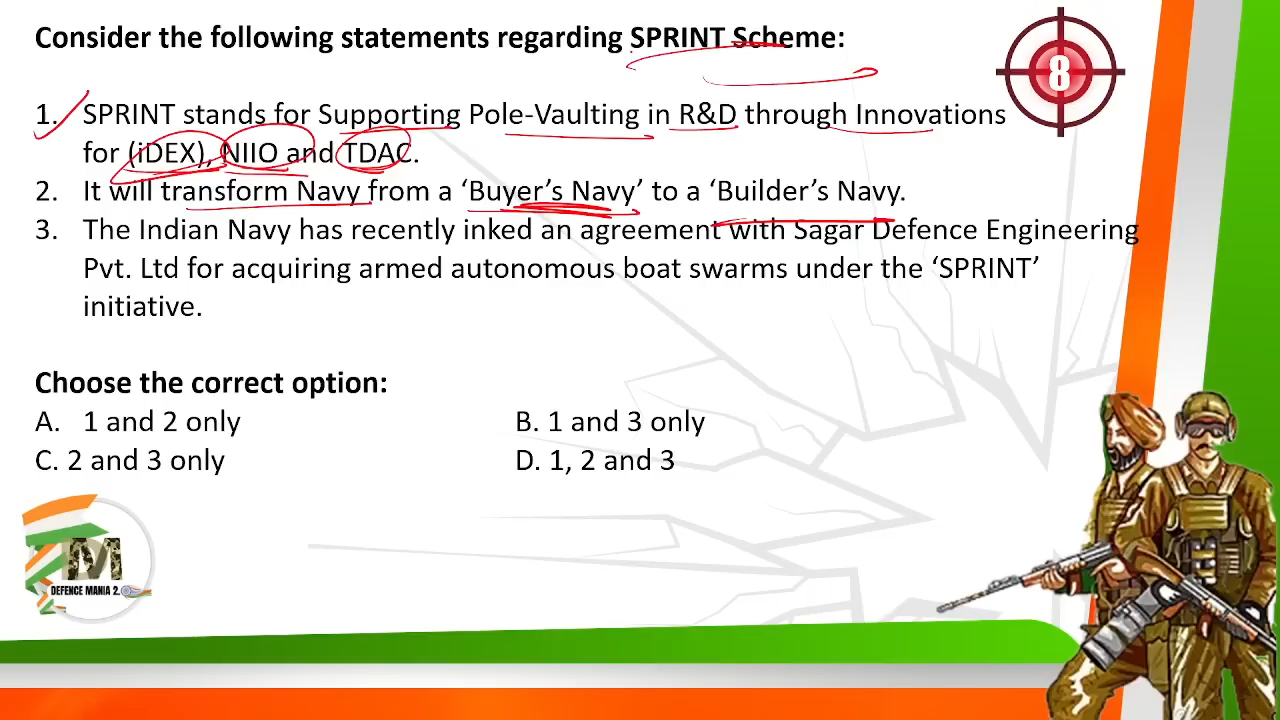 Consider the following statements regarding SPRINT Scheme:
8
1. SPRINT stands for Supporting Pole-Vaulting in R&D through Innovations
for (iDEX), NIIO and TDAC.
2. It will transform Navy from a ‘Buyer’s Navy’ to a ‘Builder’s Navy.
3. The Indian Navy has recently inked an agreement with Sagar Defence Engineering
Pvt. Ltd for acquiring armed autonomous boat swarms under the ‘SPRINT’
initiative.
Choose the correct option:
A. 1 and 2 only
B. 1 and 3 only
C. 2 and 3 only
D. 1, 2 and 3
M
DEFENCE MANIA 2.